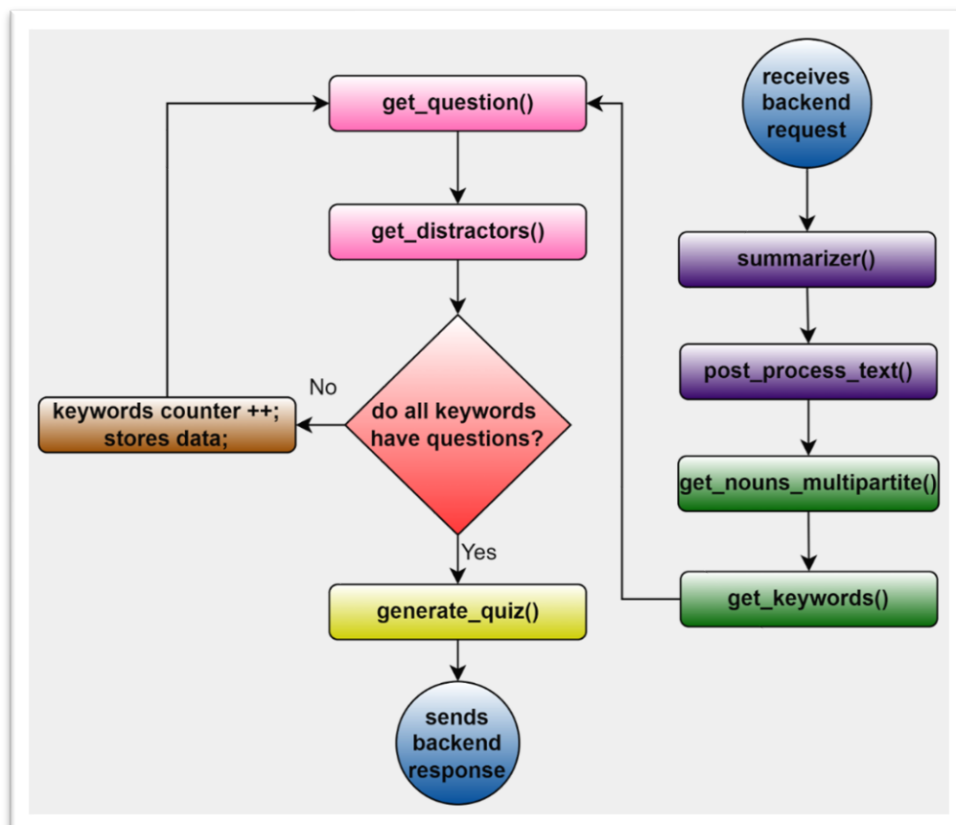 receives
backend
request
summarizer()
post_process_text()
get_nouns_multipartite()
get_keywords()
get_question()
get_distractors()
do all keywords
have questions?
No
keywords counter ++;
stores data;
Yes
generate_quiz()
sends
backend
response